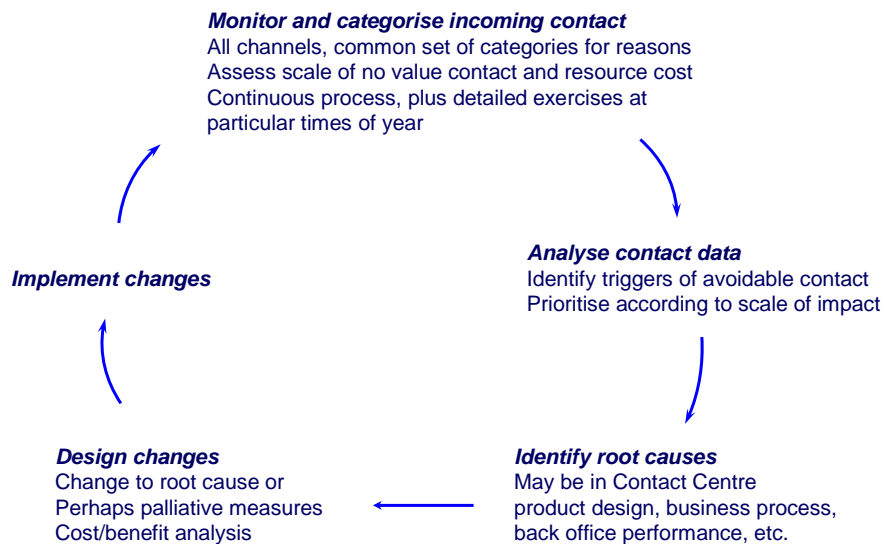 Monitor and categorise incoming contact
All channels, common set of categories for reasons
Assess scale of no value contact and resource cost
Continuous process, plus detailed exercises at
particular times of year
Analyse contact data
Identify triggers of avoidable contact
Prioritise according to scale of impact
Identify root causes
May be in Contact Centre
product design, business process,
back office performance, etc.
Design changes
Change to root cause or
Perhaps palliative measures
Cost/benefit analysis
Implement changes